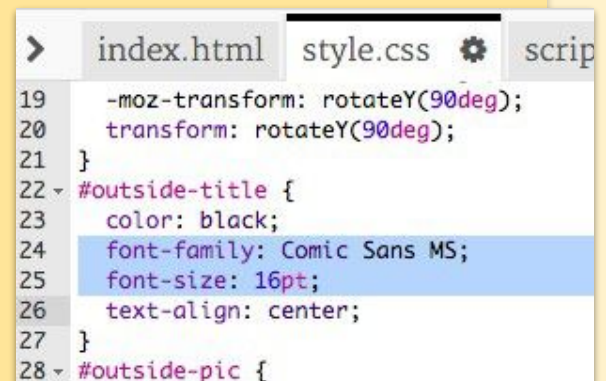 > index.html style.css scrip
19 -moz-transform: rotateY(90deg);
20 transform: rotateY(90deg);
21 }
22 #outside-title {
23 color: black;
24 font-family: Comic Sans MS;
25 font-size: 16pt;
26 text-align: center;
27 }
28 #outside-pic {